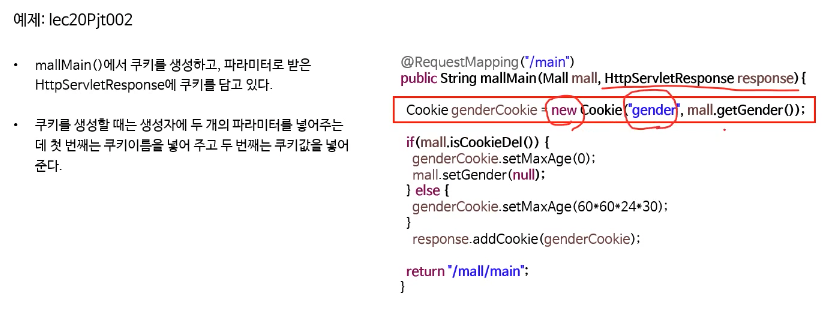 예제: lec20Pjt002
• mallMain()에서 쿠키를 생성하고, 파라미터로 받은
HttpServletResponse에 쿠키를 담고 있다.
• 쿠키를 생성할 때는 생성자에 두 개의 파라미터를 넣어주는
데 첫 번째는 쿠키이름을 넣어 주고 두 번째는 쿠키값을 넣어
준다.
@RequestMapping("/main")
public String mallMain(Mall mall, HttpServletResponse response) {
Cookie genderCookie = new Cookie("gender", mall.getGender());
if(mall.isCookieDel()) {
genderCookie.setMaxAge(0);
mall.setGender(null);
} else {
genderCookie.setMaxAge(60*60*24*30);
}
response.addCookie(genderCookie);
return "/mall/main";
}